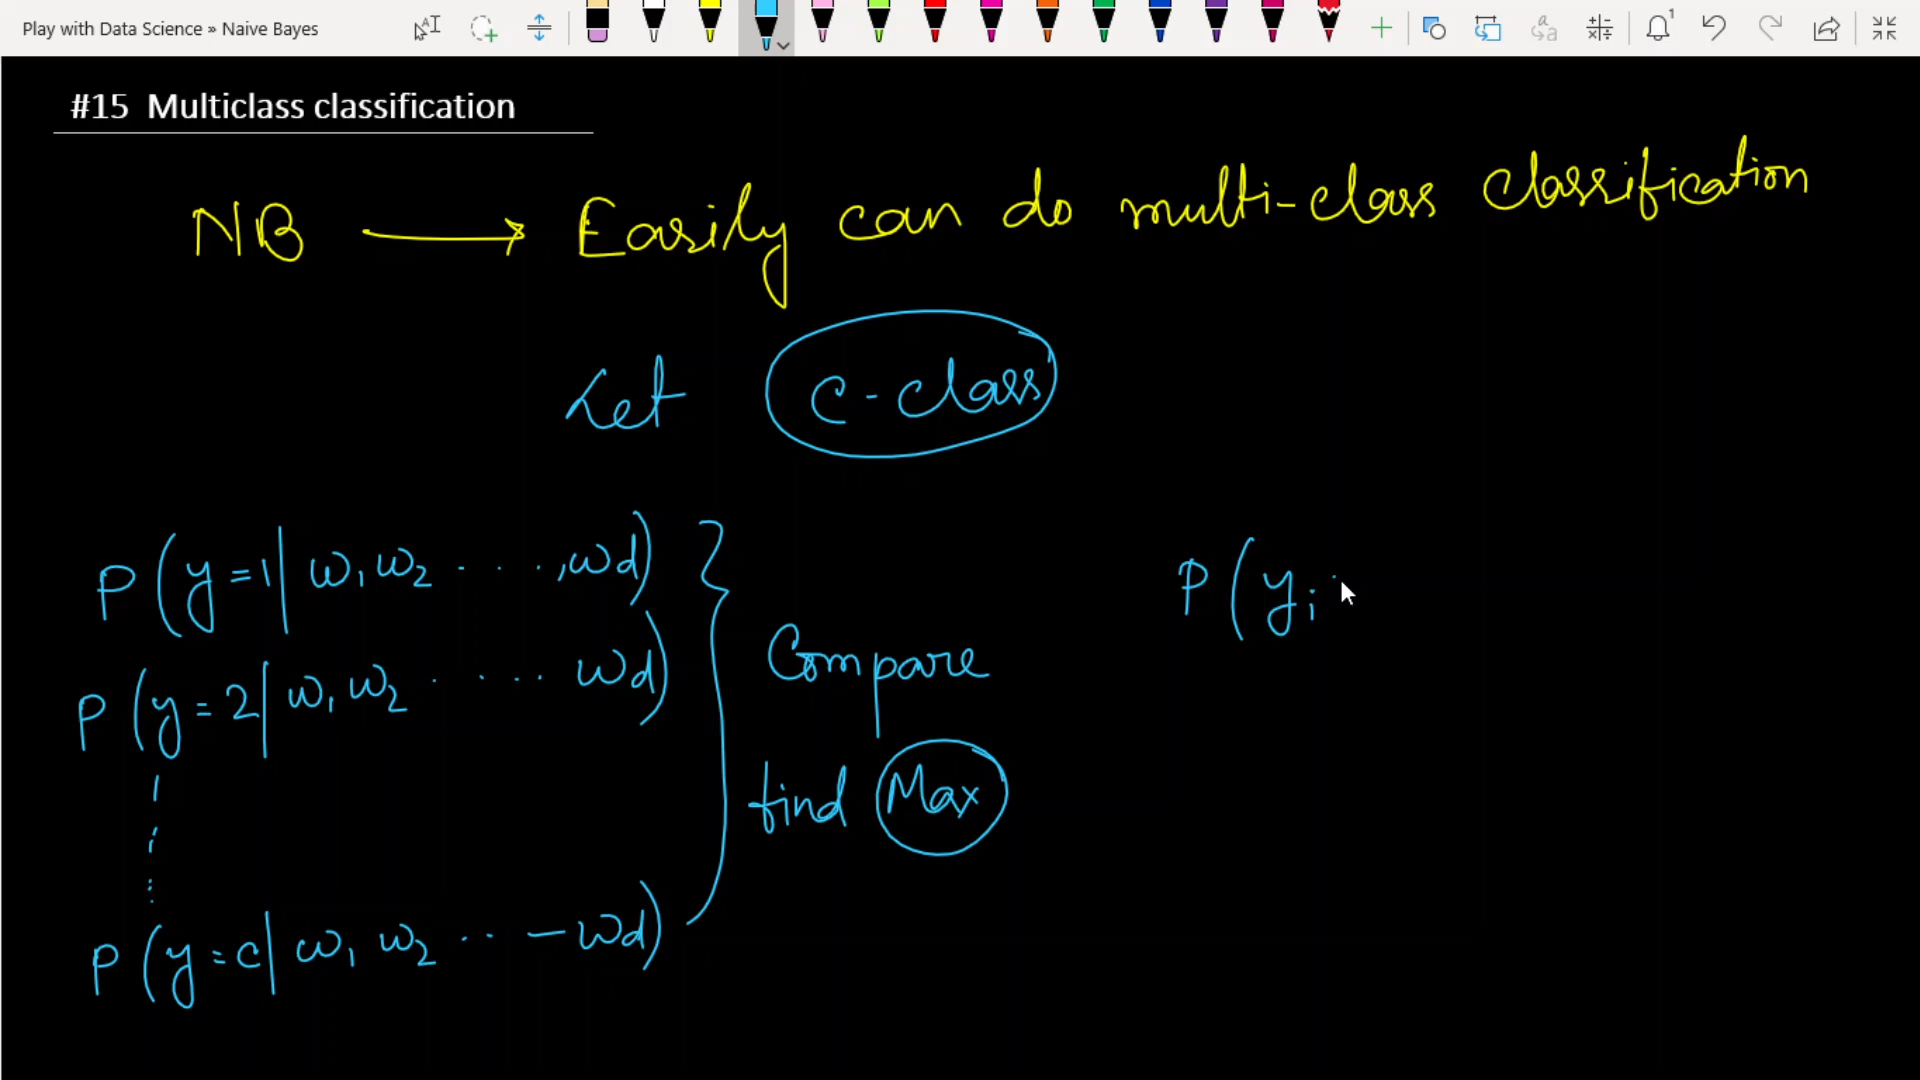 Play with Data Science » Naive Bayes
#15 Multiclass classification
NB → Easily can do multi-class classification
Let c-class
P(y=1| w₁ w₂ . . . . , wd)
P(yᵢ
P(y=2| w₁ w₂ . . . . . wd)
Compare
find Max
P(y=c| w₁ w₂ . . — wd)